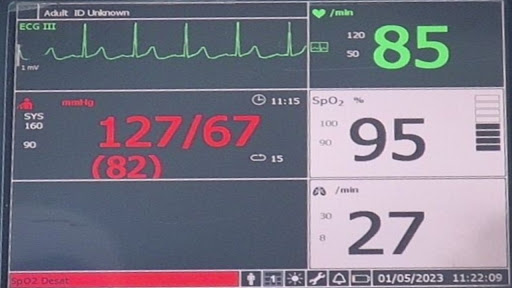 Adult ID Unknown
ECG III
1 mV
/min
120
50
85
mmHg
11:15
SYS
160
90
127/67
(82)
15
SpO2 %
100
90
95
/min
30
8
27
SpO2 Desat
01/05/2023 11:22:09